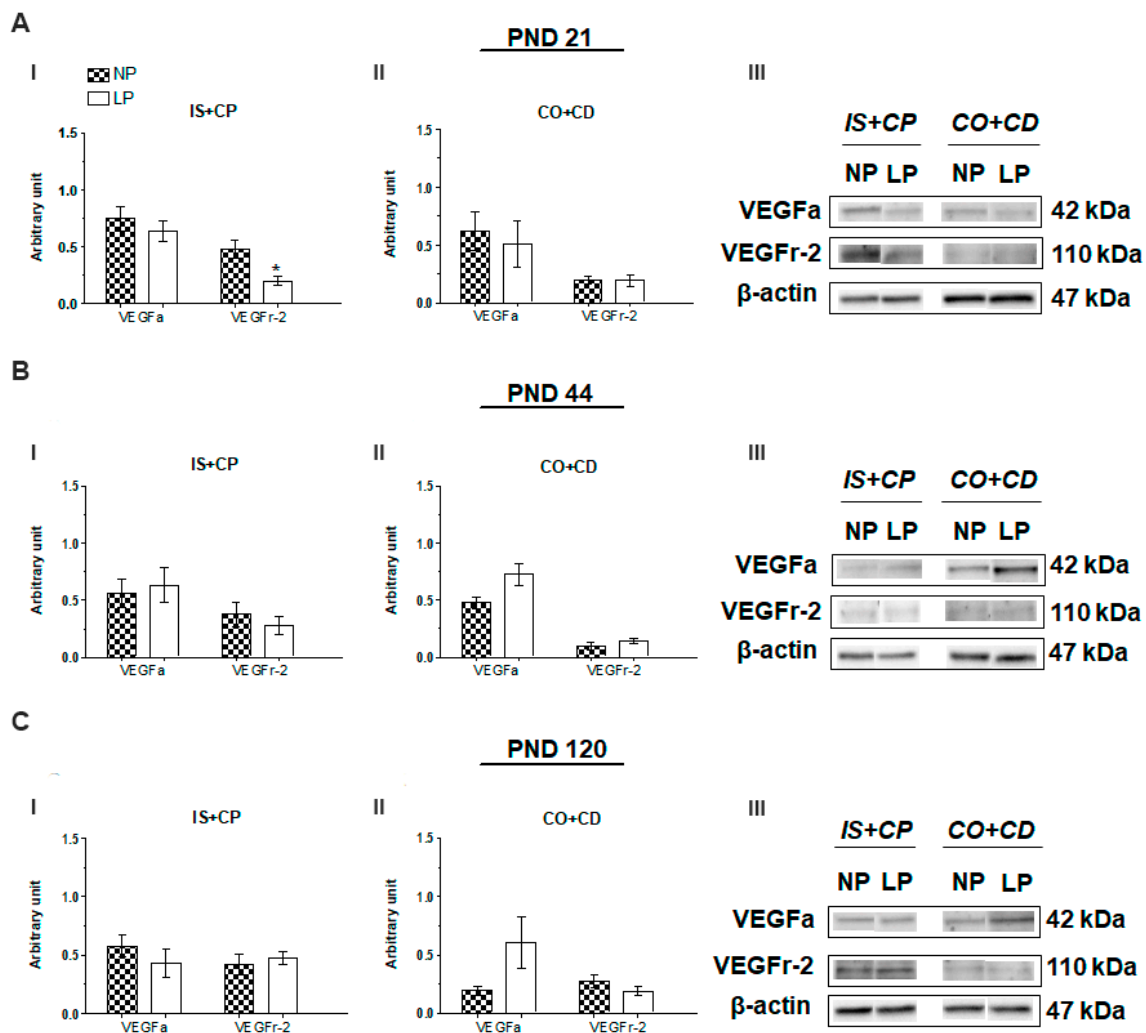 A
PND 21
I
NP
LP
IS+CP
Arbitrary unit
1.5
1.0
0.5
0.0
*
VEGFa
VEGFr-2
II
CO+CD
Arbitrary unit
1.5
1.0
0.5
0.0
VEGFa
VEGFr-2
III
IS+CP CO+CD
NP LP NP LP
VEGFa 42 kDa
VEGFr-2 110 kDa
β-actin 47 kDa
B
PND 44
I
IS+CP
Arbitrary unit
1.5
1.0
0.5
0.0
VEGFa
VEGFr-2
II
CO+CD
Arbitrary unit
1.5
1.0
0.5
0.0
VEGFa
VEGFr-2
III
IS+CP CO+CD
NP LP NP LP
VEGFa 42 kDa
VEGFr-2 110 kDa
β-actin 47 kDa
C
PND 120
I
IS+CP
Arbitrary unit
1.5
1.0
0.5
0.0
VEGFa
VEGFr-2
II
CO+CD
Arbitrary unit
1.5
1.0
0.5
0.0
VEGFa
VEGFr-2
III
IS+CP CO+CD
NP LP NP LP
VEGFa 42 kDa
VEGFr-2 110 kDa
β-actin 47 kDa